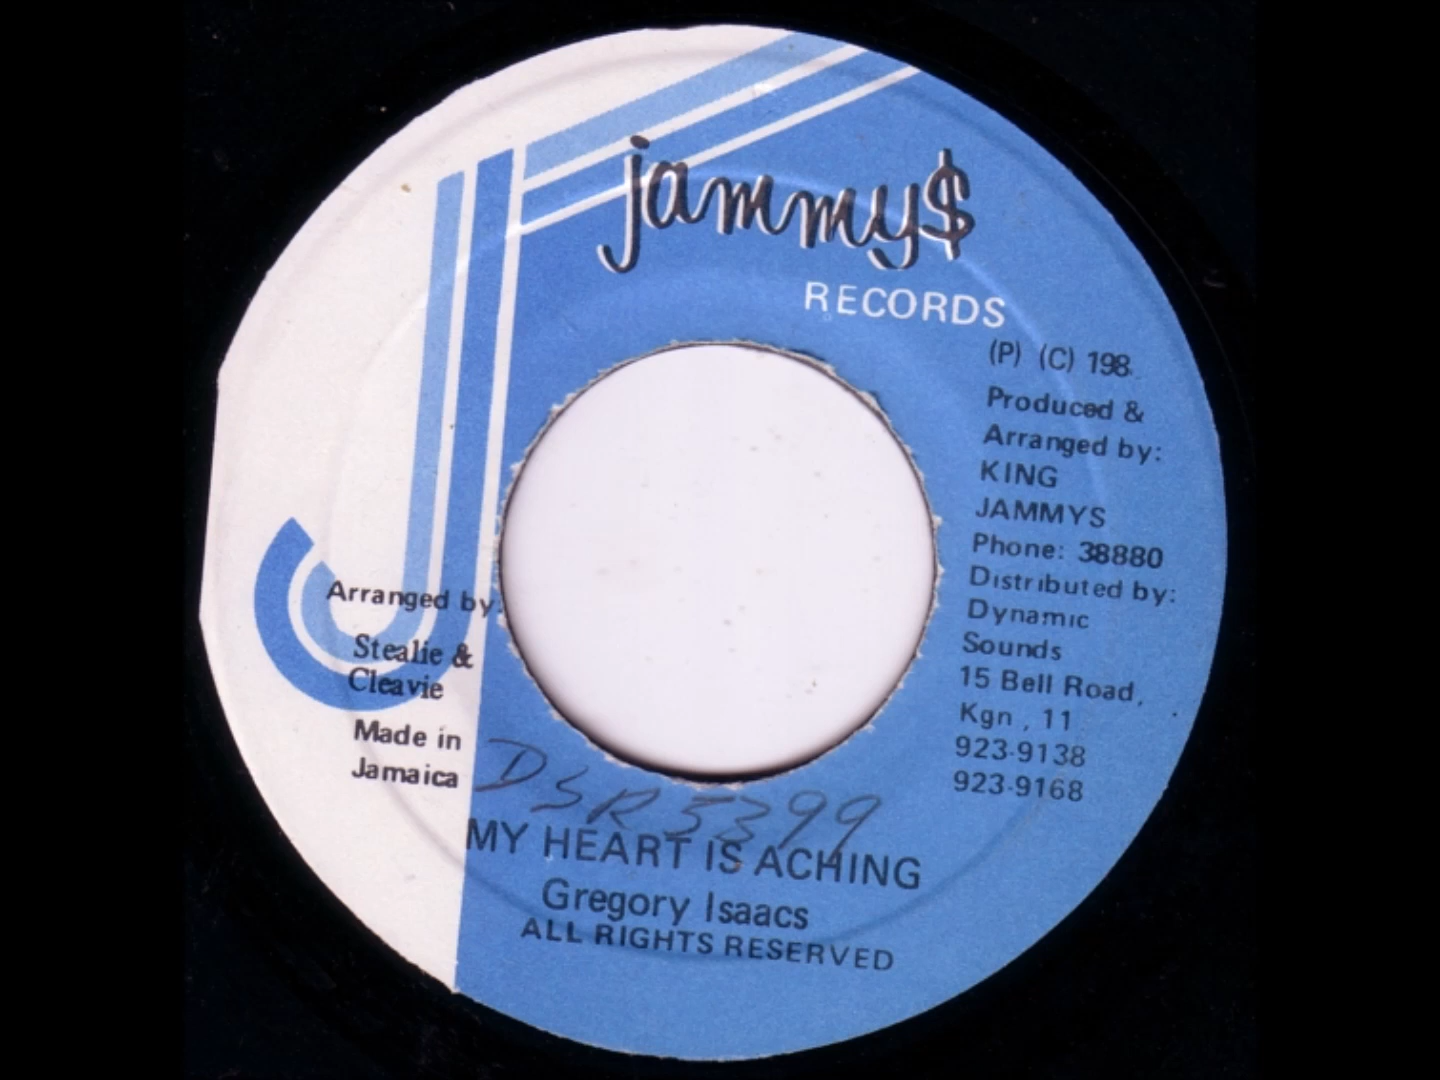 jammy$
RECORDS
(P) (C) 198
Produced &
Arranged by:
KING
JAMMYS
Phone: 38880
Distributed by:
Dynamic
Sounds
15 Bell Road,
Kgn , 11
923-9138
923-9168
Arranged by:
Stealie &
Cleavie
Made in
Jamaica
DSR 5399
MY HEART IS ACHING
Gregory Isaacs
ALL RIGHTS RESERVED